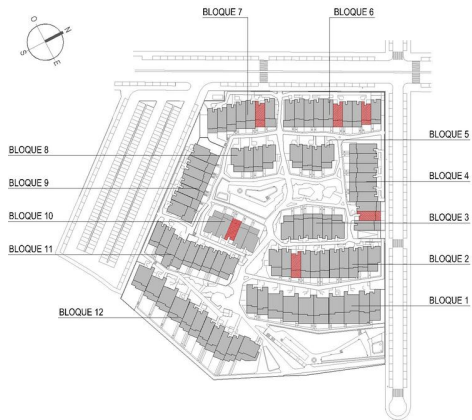 BLOQUE 7
BLOQUE 6
O
N
S
E
BLOQUE 5
BLOQUE 8
BLOQUE 4
BLOQUE 9
BLOQUE 10
BLOQUE 3
BLOQUE 11
BLOQUE 2
BLOQUE 1
BLOQUE 12